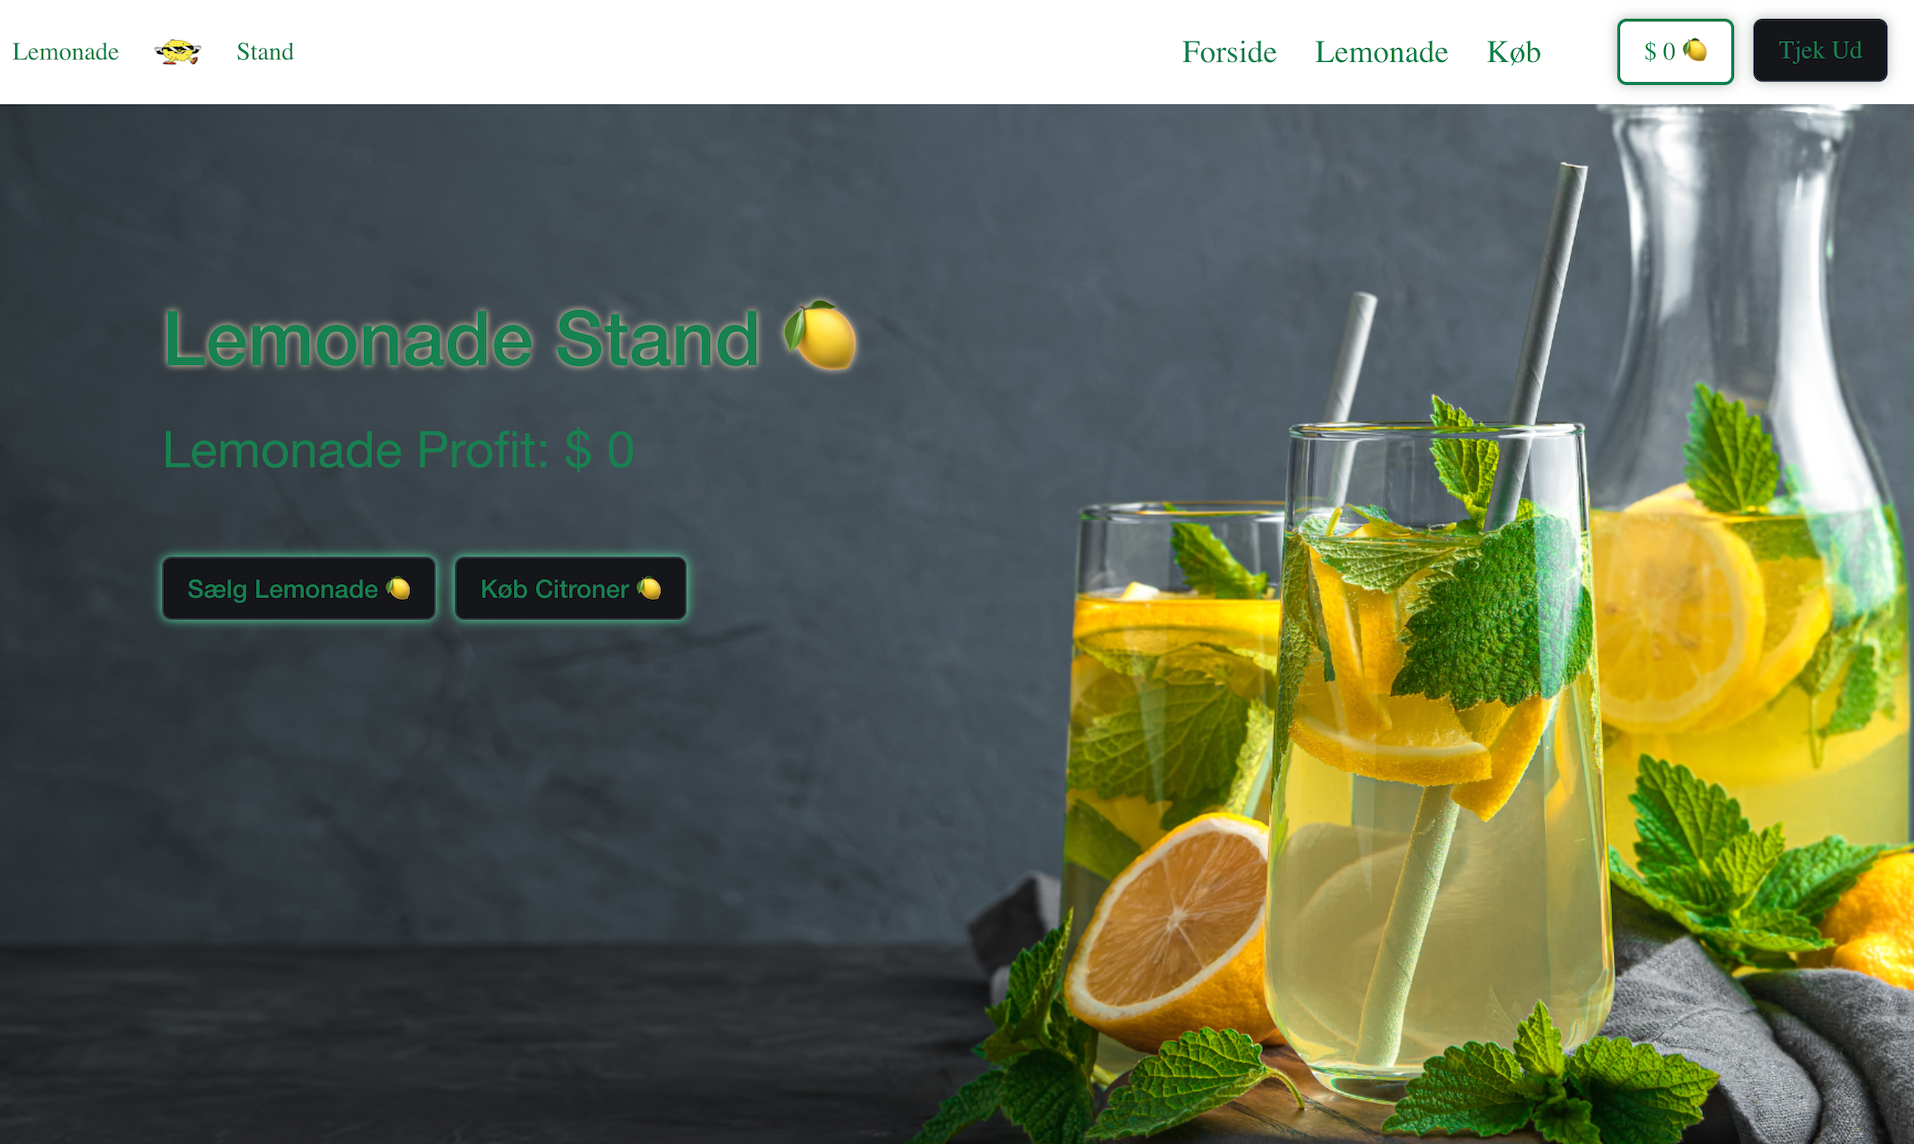 Lemonade Stand
Forside Lemonade Køb
$ 0 🍋
Tjek Ud
Lemonade Stand 🍋
Lemonade Profit: $ 0
Sælg Lemonade 🍋
Køb Citroner 🍋